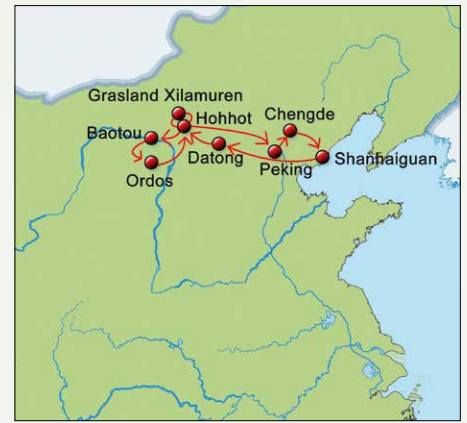 Grasland Xilamuren
Hohhot
Chengde
Baotou
Datong
Shanhaiguan
Peking
Ordos